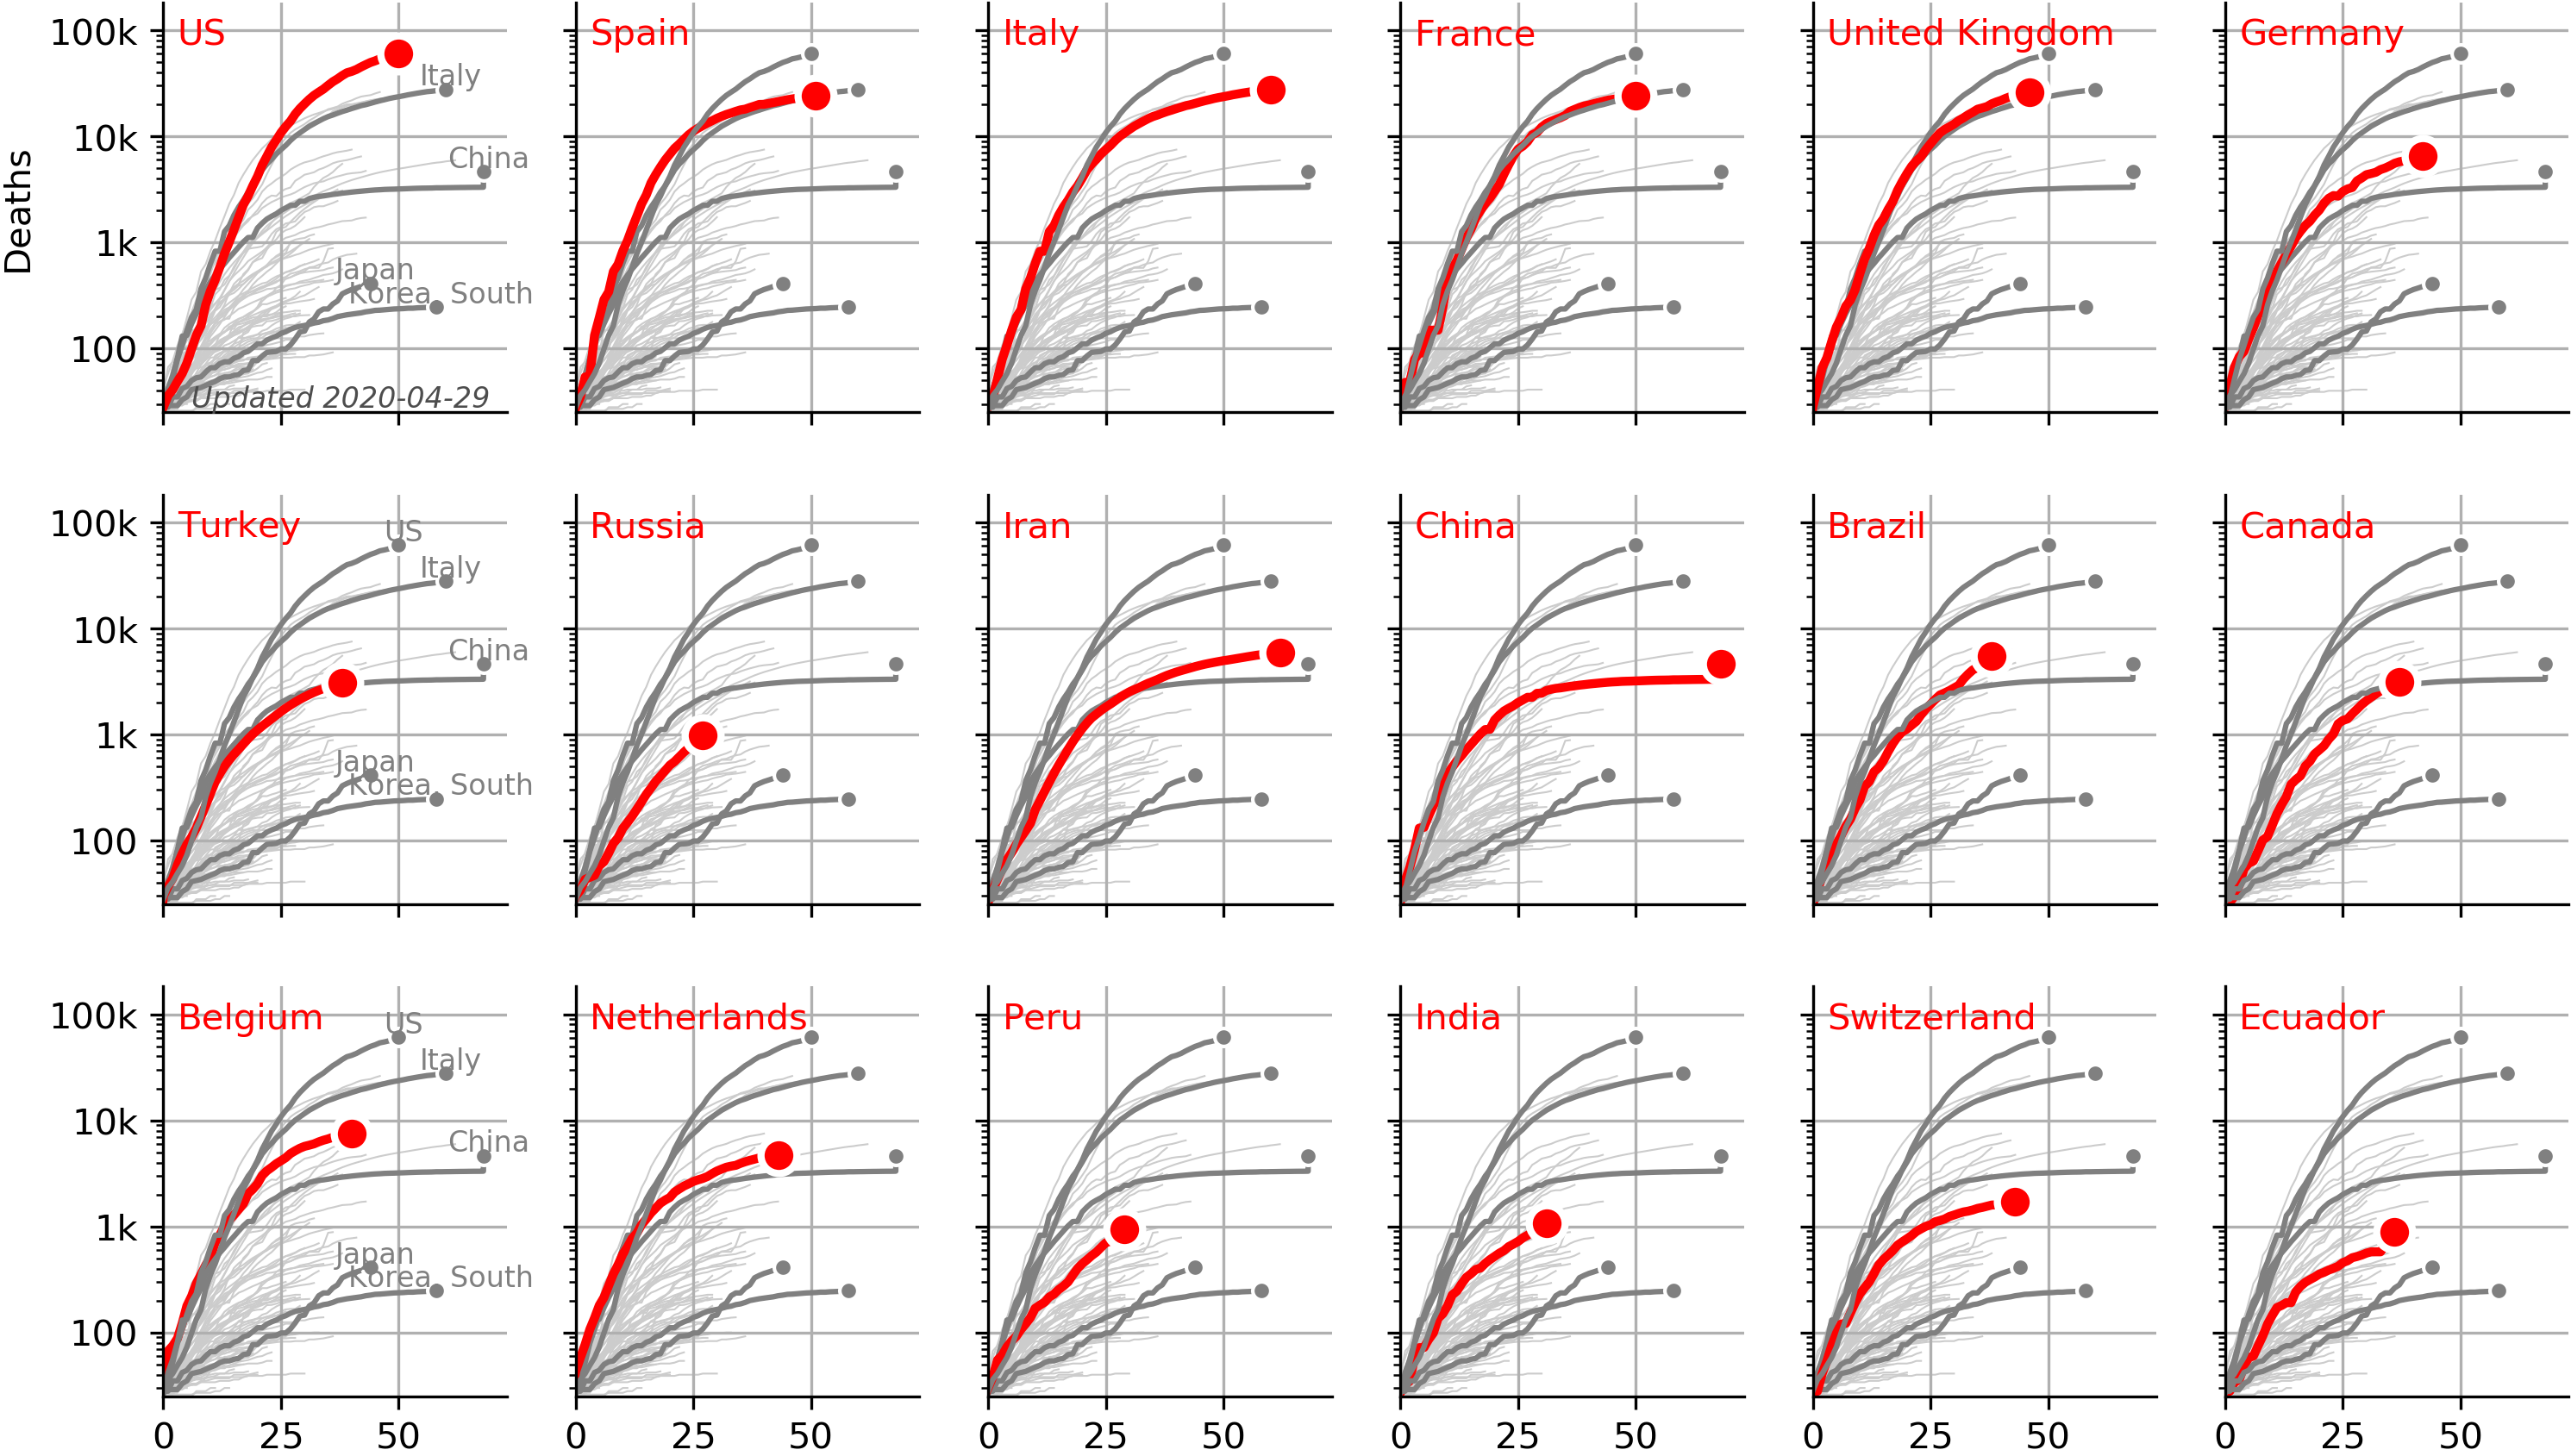 Deaths
100k
10k
1k
100
US
Italy
China
Japan
Korea, South
Updated 2020-04-29
Spain
Italy
France
United Kingdom
Germany
100k
10k
1k
100
Turkey
US
Italy
China
Japan
Korea, South
Russia
Iran
China
Brazil
Canada
100k
10k
1k
100
Belgium
US
Italy
China
Japan
Korea, South
0 25 50
Netherlands
0 25 50
Peru
0 25 50
India
0 25 50
Switzerland
0 25 50
Ecuador
0 25 50